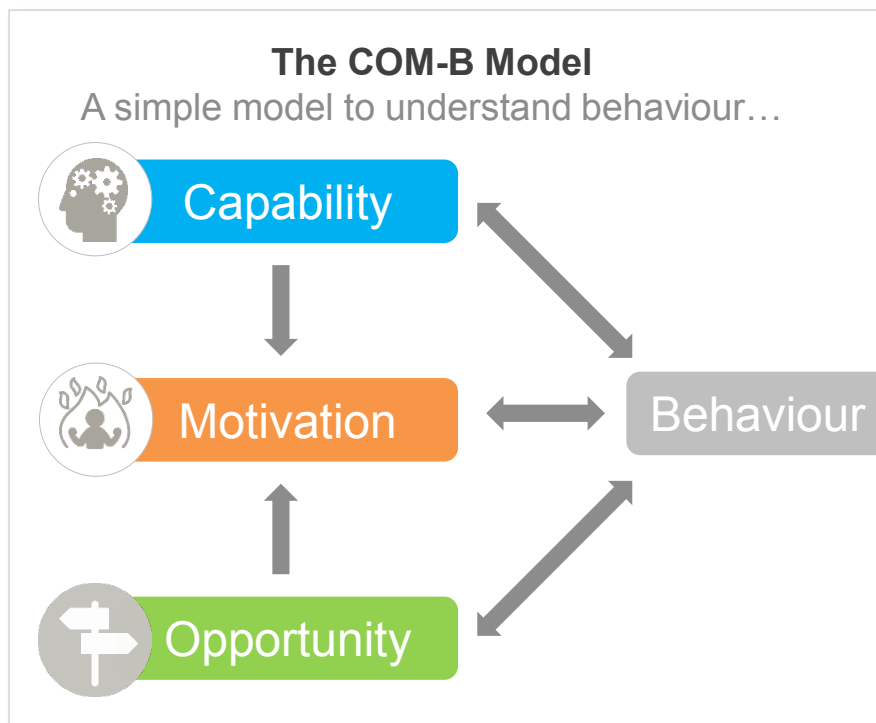 The COM-B Model
A simple model to understand behaviour…
Capability
Motivation
Behaviour
Opportunity